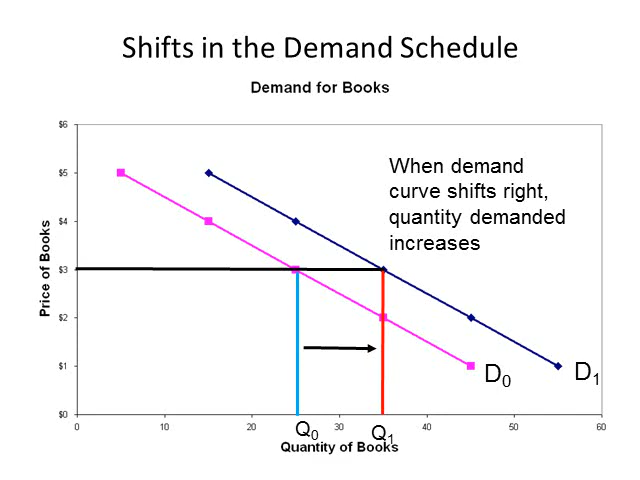 Shifts in the Demand Schedule
Demand for Books
$6
$5
$4
$3
$2
$1
$0
Price of Books
When demand
curve shifts right,
quantity demanded
increases
D0
D1
0
10
20
30
40
50
60
Q0
Q1
Quantity of Books